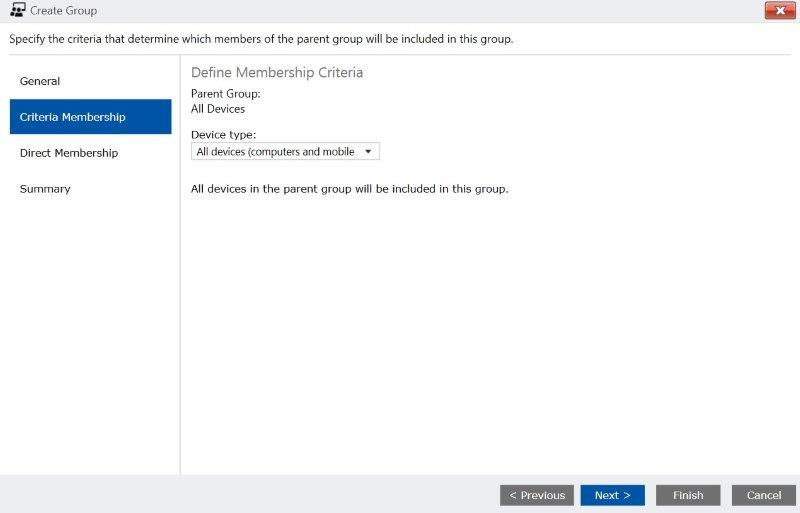 Create Group
Specify the criteria that determine which members of the parent group will be included in this group.
General
Criteria Membership
Direct Membership
Summary
Define Membership Criteria
Parent Group:
All Devices
Device type:
All devices (computers and mobile
All devices in the parent group will be included in this group.
< Previous
Next >
Finish
Cancel